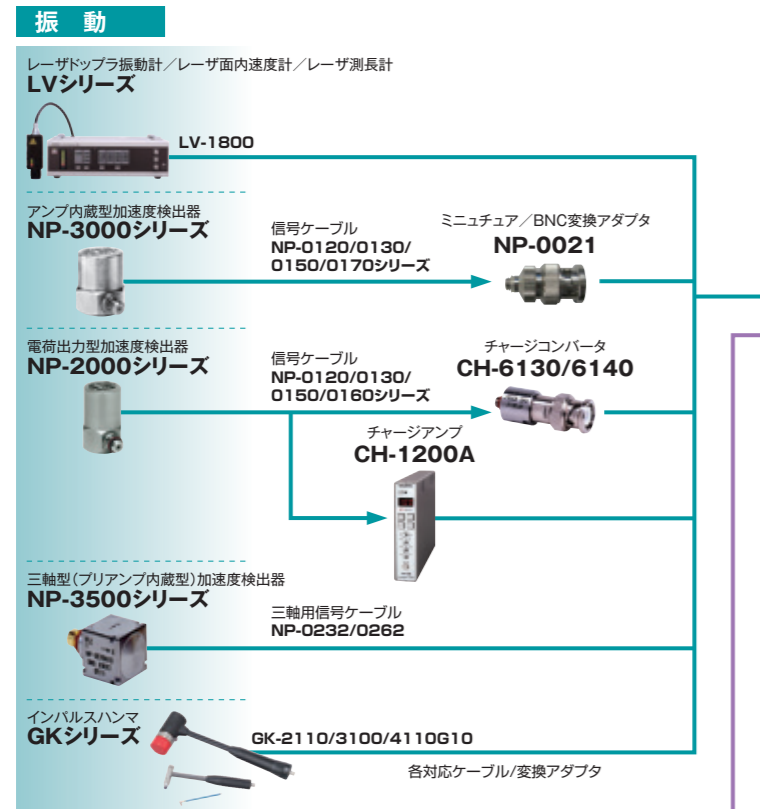 振 動
レーザドップラ振動計／レーザ面内速度計／レーザ測長計
LVシリーズ
LV-1800
アンプ内蔵型加速度検出器
NP-3000シリーズ
信号ケーブル
NP-0120/0130/
0150/0170シリーズ
ミニュチュア／BNC変換アダプタ
NP-0021
電荷出力型加速度検出器
NP-2000シリーズ
信号ケーブル
NP-0120/0130/
0150/0160シリーズ
チャージコンバータ
CH-6130/6140
チャージアンプ
CH-1200A
三軸型（プリアンプ内蔵型）加速度検出器
NP-3500シリーズ
三軸用信号ケーブル
NP-0232/0262
インパルスハンマ
GKシリーズ
GK-2110/3100/4110G10
各対応ケーブル/変換アダプタ